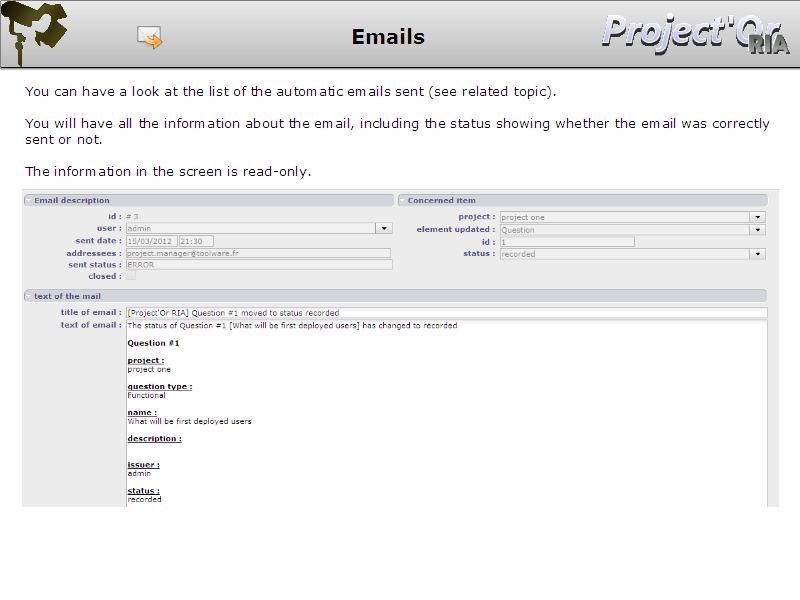 Emails
Project'Or
RIA
You can have a look at the list of the automatic emails sent (see related topic).
You will have all the information about the email, including the status showing whether the email was correctly
sent or not.
The information in the screen is read-only.
Email description
id : # 3
user : admin
sent date : 15/03/2012 21:30
addressees : project.manager@toolware.fr
sent status : ERROR
closed :
Concerned item
project : project one
element updated : Question
id : 1
status : recorded
text of the mail
title of email : [Project'Or RIA] Question #1 moved to status recorded
text of email : The status of Question #1 [What will be first deployed users] has changed to recorded
Question #1
project :
project one
question type :
Functional
name :
What will be first deployed users
description :
issuer :
admin
status :
recorded